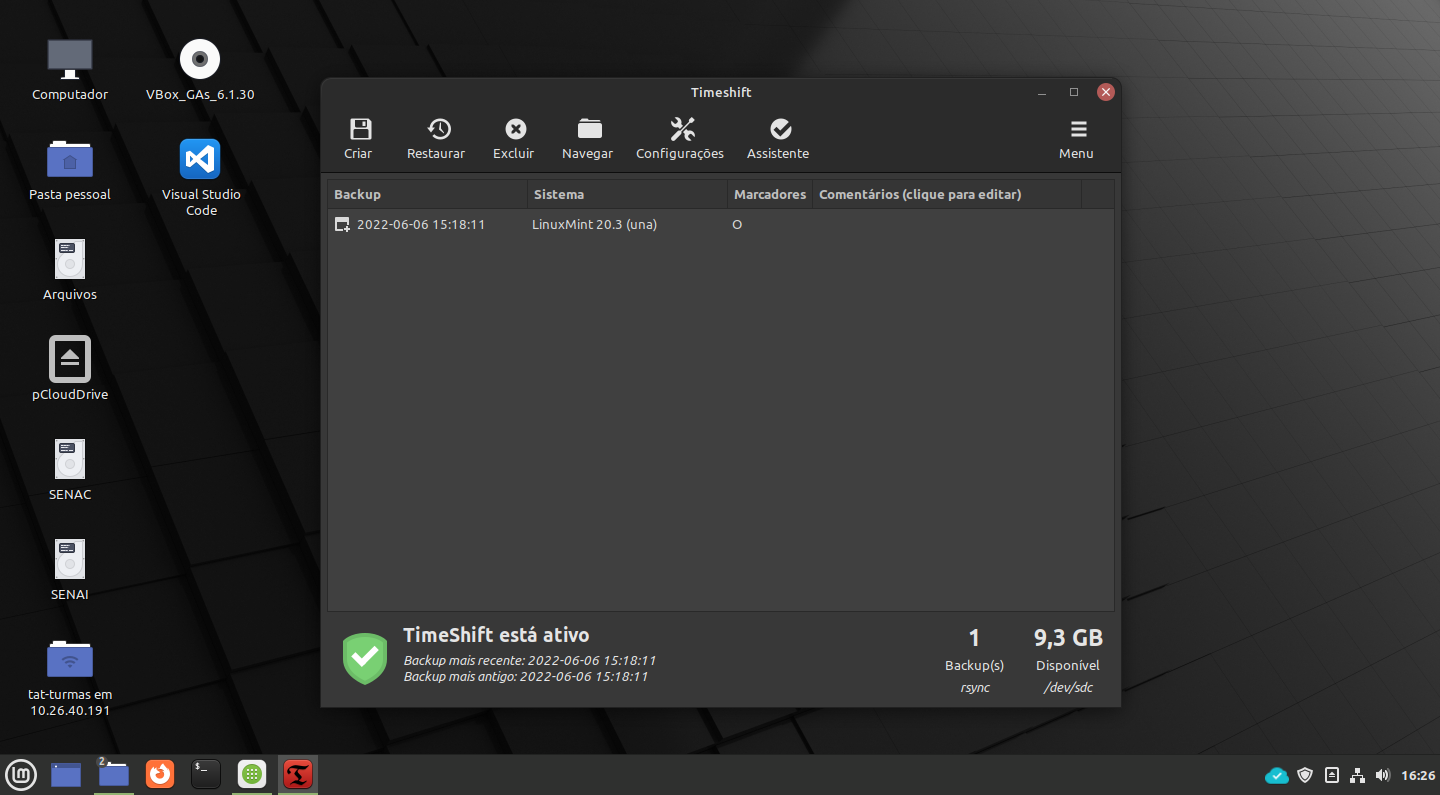 Computador
VBox_GAs_6.1.30
Pasta pessoal
Visual Studio
Code
Arquivos
pCloudDrive
SENAC
SENAI
tat-turmas em
10.26.40.191
Timeshift
Criar
Restaurar
Excluir
Navegar
Configurações
Assistente
Menu
Backup
Sistema
Marcadores
Comentários (clique para editar)
2022-06-06 15:18:11
LinuxMint 20.3 (una)
O
TimeShift está ativo
Backup mais recente: 2022-06-06 15:18:11
Backup mais antigo: 2022-06-06 15:18:11
1
Backup(s)
rsync
9,3 GB
Disponível
/dev/sdc
2
$_
16:26